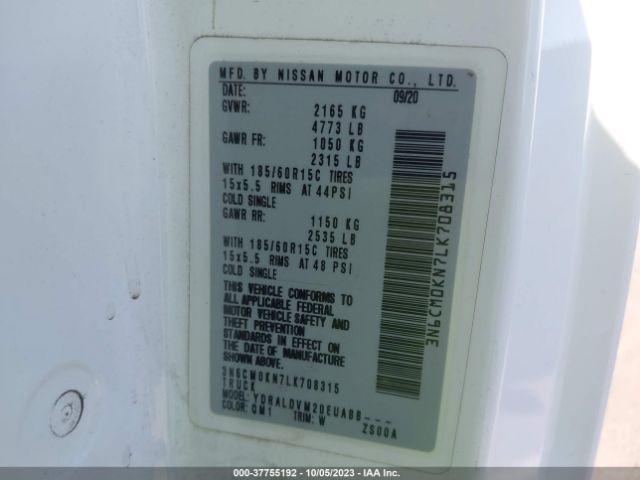 MFD. BY NISSAN MOTOR CO., LTD.
DATE: 09/20
GVWR: 2165 KG
4773 LB
GAWR FR: 1050 KG
2315 LB
WITH 185/60R15C TIRES
15x5.5 RIMS AT 44PSI
COLD SINGLE
GAWR RR: 1150 KG
2535 LB
WITH 185/60R15C TIRES
15x5.5 RIMS AT 48 PSI
COLD SINGLE
THIS VEHICLE CONFORMS TO
ALL APPLICABLE FEDERAL
MOTOR VEHICLE SAFETY AND
THEFT PREVENTION
STANDARDS IN EFFECT ON
THE DATE OF MANUFACTURE
SHOWN ABOVE.
3N6CM0KN7LK708315
TRUCK
MODEL: YDRALDVM20EUABB---
COLOR: QM1 TRIM: W ZS00A
3N6CM0KN7LK708315
000-37755192 - 10/05/2023 - IAA Inc.